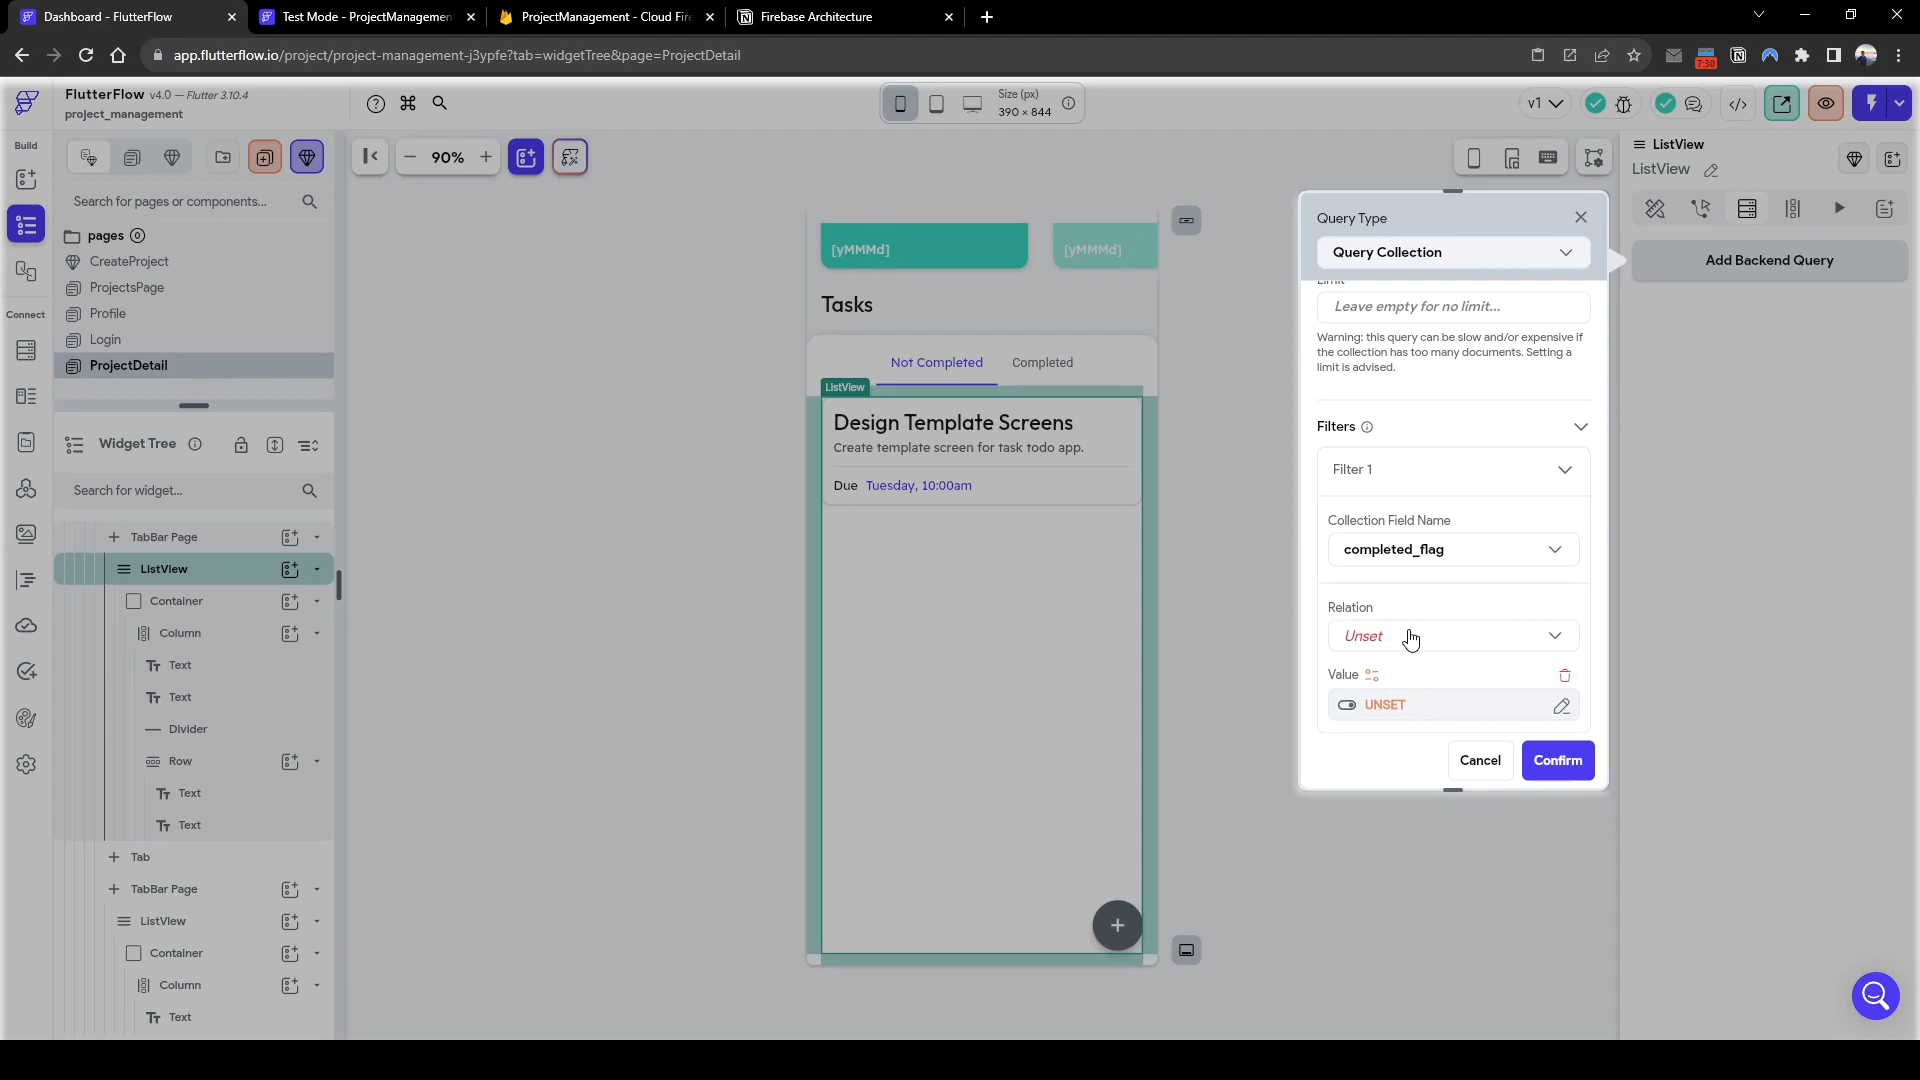 Dashboard - FlutterFlow
Test Mode - ProjectManagement
ProjectManagement - Cloud Fire
Firebase Architecture
app.flutterflow.io/project/project-management-j3ypfe?tab=widgetTree&page=ProjectDetail
7:30
FlutterFlow v4.0 — Flutter 3.10.4
project_management
Size (px)
390 × 844
v1
Build
Connect
90%
Search for pages or components...
pages
CreateProject
ProjectsPage
Profile
Login
ProjectDetail
Widget Tree
Search for widget...
TabBar Page
ListView
Container
Column
Text
Text
Divider
Row
Text
Text
Tab
TabBar Page
ListView
Container
Column
Text
[yMMMd]
[yMMMd]
Tasks
Not Completed
Completed
ListView
Design Template Screens
Create template screen for task todo app.
Due Tuesday, 10:00am
Query Type
Query Collection
Limit
Leave empty for no limit...
Warning: this query can be slow and/or expensive if
the collection has too many documents. Setting a
limit is advised.
Filters
Filter 1
Collection Field Name
completed_flag
Relation
Unset
Value
UNSET
Cancel
Confirm
ListView
ListView
Add Backend Query